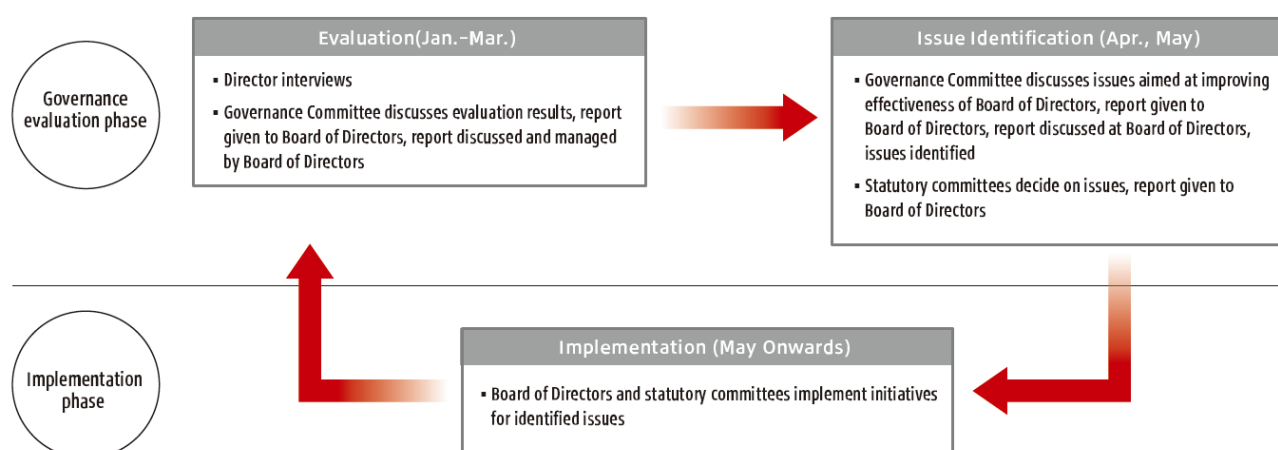 Governance
evaluation phase
Evaluation(Jan.-Mar.)
▪ Director interviews
▪ Governance Committee discusses evaluation results, report
given to Board of Directors, report discussed and managed
by Board of Directors
Issue Identification (Apr., May)
▪ Governance Committee discusses issues aimed at improving
effectiveness of Board of Directors, report given to
Board of Directors, report discussed at Board of Directors,
issues identified
▪ Statutory committees decide on issues, report given to
Board of Directors
Implementation
phase
Implementation (May Onwards)
▪ Board of Directors and statutory committees implement initiatives
for identified issues